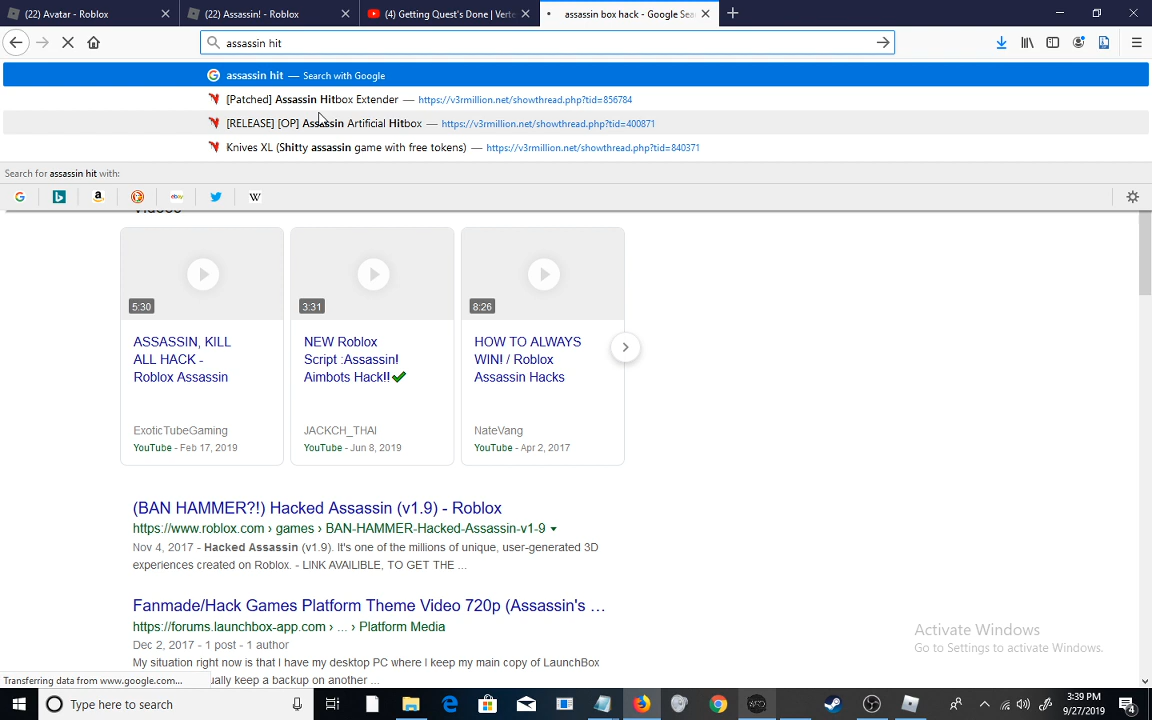 (22) Avatar - Roblox
(22) Assassin! - Roblox
(4) Getting Quest's Done | Verte
assassin box hack - Google Sea
assassin hit
assassin hit — Search with Google
[Patched] Assassin Hitbox Extender — https://v3rmillion.net/showthread.php?tid=856784
[RELEASE] [OP] Assassin Artificial Hitbox — https://v3rmillion.net/showthread.php?tid=400871
Knives XL (Shitty assassin game with free tokens) — https://v3rmillion.net/showthread.php?tid=840371
Search for assassin hit with:
Videos
5:30
3:31
8:26
ASSASSIN, KILL
ALL HACK -
Roblox Assassin
NEW Roblox
Script :Assassin!
Aimbots Hack!!
HOW TO ALWAYS
WIN! / Roblox
Assassin Hacks
ExoticTubeGaming
YouTube - Feb 17, 2019
JACKCH_THAI
YouTube - Jun 8, 2019
NateVang
YouTube - Apr 2, 2017
(BAN HAMMER?!) Hacked Assassin (v1.9) - Roblox
https://www.roblox.com › games › BAN-HAMMER-Hacked-Assassin-v1-9
Nov 4, 2017 - Hacked Assassin (v1.9). It's one of the millions of unique, user-generated 3D
experiences created on Roblox. - LINK AVAILIBLE, TO GET THE ...
Fanmade/Hack Games Platform Theme Video 720p (Assassin's ...
https://forums.launchbox-app.com › ... › Platform Media
Dec 2, 2017 - 1 post - 1 author
My situation right now is that I have my desktop PC where I keep my main copy of LaunchBox
ually keep a backup on another ...
Transferring data from www.google.com...
Activate Windows
Go to Settings to activate Windows.
Type here to search
3:39 PM
9/27/2019
4